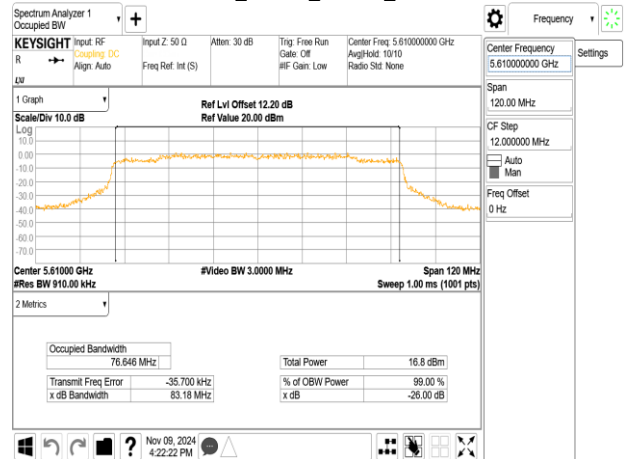 Spectrum Analyzer 1
Occupied BW
Frequency
Settings
KEYSIGHT
R
LXI
Input: RF
Coupling: DC
Align: Auto
Input Z: 50 Ω
Freq Ref: Int (S)
Atten: 30 dB
Trig: Free Run
Gate: Off
#IF Gain: Low
Center Freq: 5.610000000 GHz
Avg|Hold: 10/10
Radio Std: None
Center Frequency
5.610000000 GHz
Span
120.00 MHz
CF Step
12.000000 MHz
Auto
Man
Freq Offset
0 Hz
1 Graph
Scale/Div 10.0 dB
Ref Lvl Offset 12.20 dB
Ref Value 20.00 dBm
Log
10.0
0.00
-10.0
-20.0
-30.0
-40.0
-50.0
-60.0
-70.0
Center 5.61000 GHz
#Video BW 3.0000 MHz
Span 120 MHz
#Res BW 910.00 kHz
Sweep 1.00 ms (1001 pts)
2 Metrics
Occupied Bandwidth
76.646 MHz
Total Power 16.8 dBm
Transmit Freq Error -35.700 kHz
% of OBW Power 99.00 %
x dB Bandwidth 83.18 MHz
x dB -26.00 dB
?
Nov 09, 2024
4:22:22 PM